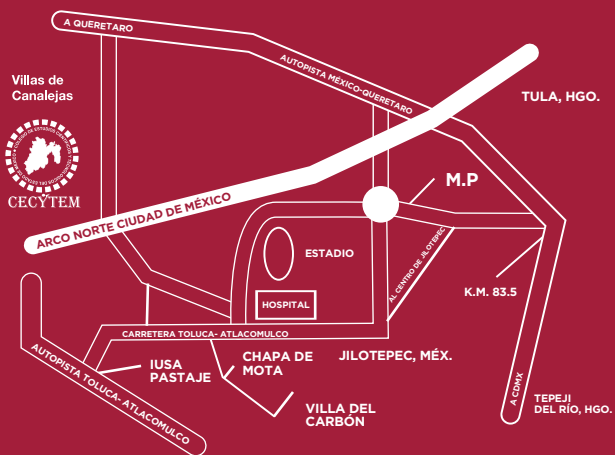 A QUERETARO
AUTOPISTA MÉXICO-QUERETARO
Villas de
Canalejas
CECYTEM
TULA, HGO.
M.P
ARCO NORTE CIUDAD DE MÉXICO
ESTADIO
AL CENTRO DE JILOTEPEC
K.M. 83.5
HOSPITAL
CARRETERA TOLUCA- ATLACOMULCO
IUSA
PASTAJE
CHAPA DE
MOTA
JILOTEPEC, MÉX.
VILLA DEL
CARBÓN
AUTOPISTA TOLUCA- ATLACOMULCO
A CDMX
TEPEJI
DEL RÍO, HGO.